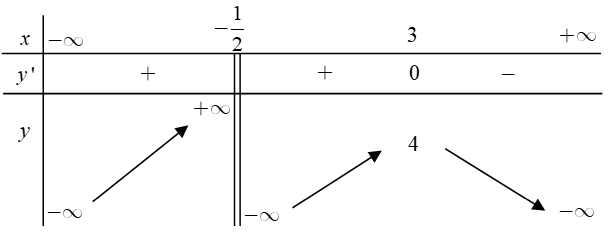 x −∞ −1/2 3 +∞
y' + + 0 −
+∞
y 4
−∞ −∞ −∞